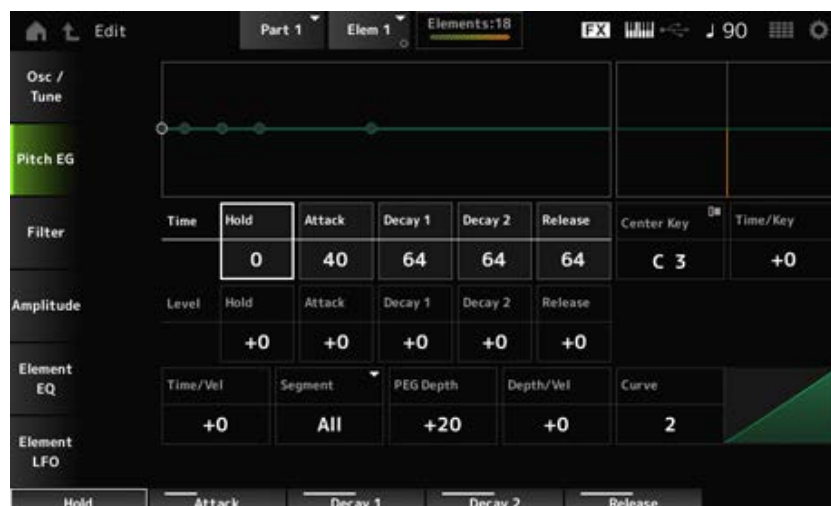 Edit
Part 1
Elem 1
Elements:18
FX
♩ 90
Osc /
Tune
Pitch EG
Filter
Amplitude
Element
EQ
Element
LFO
Time Hold Attack Decay 1 Decay 2 Release Center Key Time/Key
0 40 64 64 64 C 3 +0
Level Hold Attack Decay 1 Decay 2 Release
+0 +0 +0 +0 +0
Time/Vel Segment PEG Depth Depth/Vel Curve
+0 All +20 +0 2
Hold Attack Decay 1 Decay 2 Release